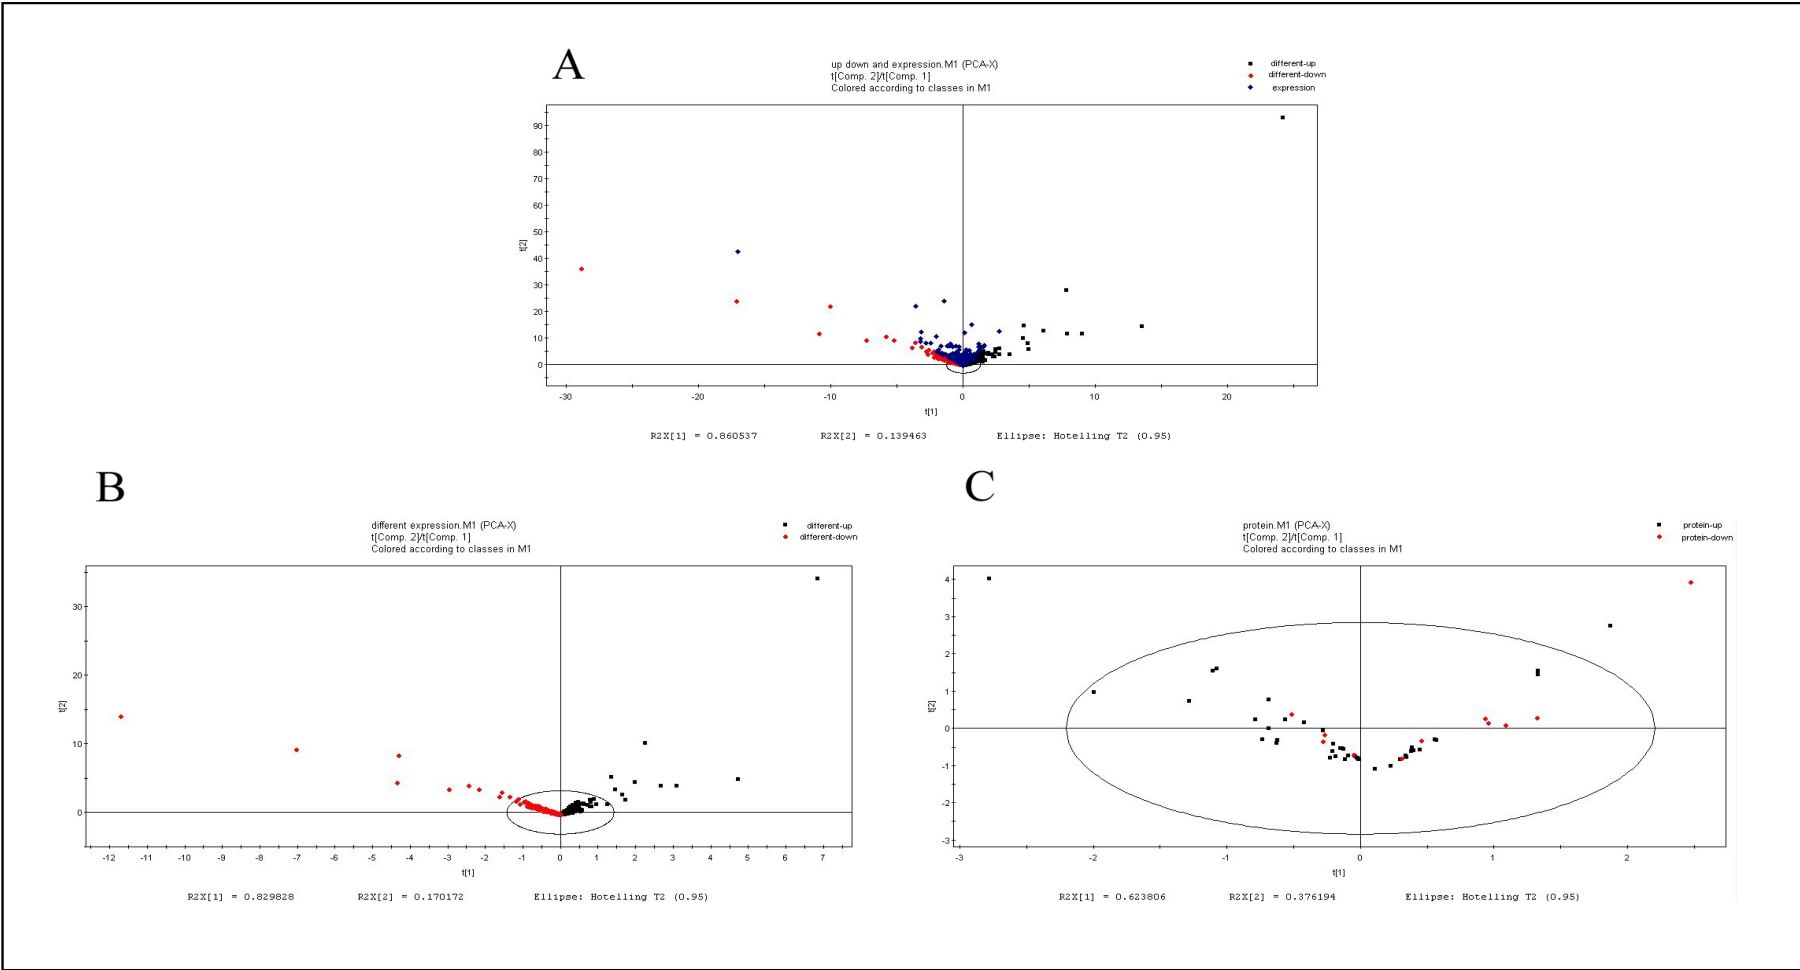 A
up down and expression.M1 (PCA-X)
t[Comp. 2]/t[Comp. 1]
Colored according to classes in M1
different-up
different-down
expression
90
80
70
60
50
40
30
20
10
0
t[2]
-30 -20 -10 0 10 20
t[1]
R2X[1] = 0.860537 R2X[2] = 0.139463 Ellipse: Hotelling T2 (0.95)
B
different expression.M1 (PCA-X)
t[Comp. 2]/t[Comp. 1]
Colored according to classes in M1
different-up
different-down
30
20
10
0
t[2]
-12 -11 -10 -9 -8 -7 -6 -5 -4 -3 -2 -1 0 1 2 3 4 5 6 7
t[1]
R2X[1] = 0.829828 R2X[2] = 0.170172 Ellipse: Hotelling T2 (0.95)
C
protein.M1 (PCA-X)
t[Comp. 2]/t[Comp. 1]
Colored according to classes in M1
protein-up
protein-down
4
3
2
1
0
-1
-2
-3
t[2]
-3 -2 -1 0 1 2
t[1]
R2X[1] = 0.623806 R2X[2] = 0.376194 Ellipse: Hotelling T2 (0.95)